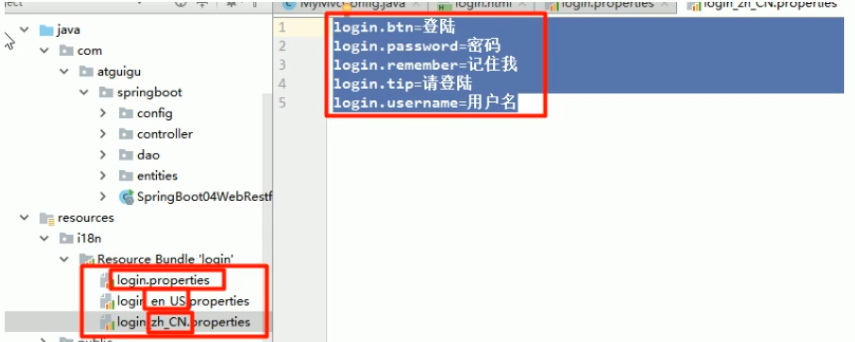 MyMvcConfig.java
login.html
login.properties
login_zh_CN.properties
java
com
atguigu
springboot
config
controller
dao
entities
SpringBoot04WebRestf
resources
i18n
Resource Bundle 'login'
login.properties
login_en_US.properties
login_zh_CN.properties
1 login.btn=登陆
2 login.password=密码
3 login.remember=记住我
4 login.tip=请登陆
5 login.username=用户名